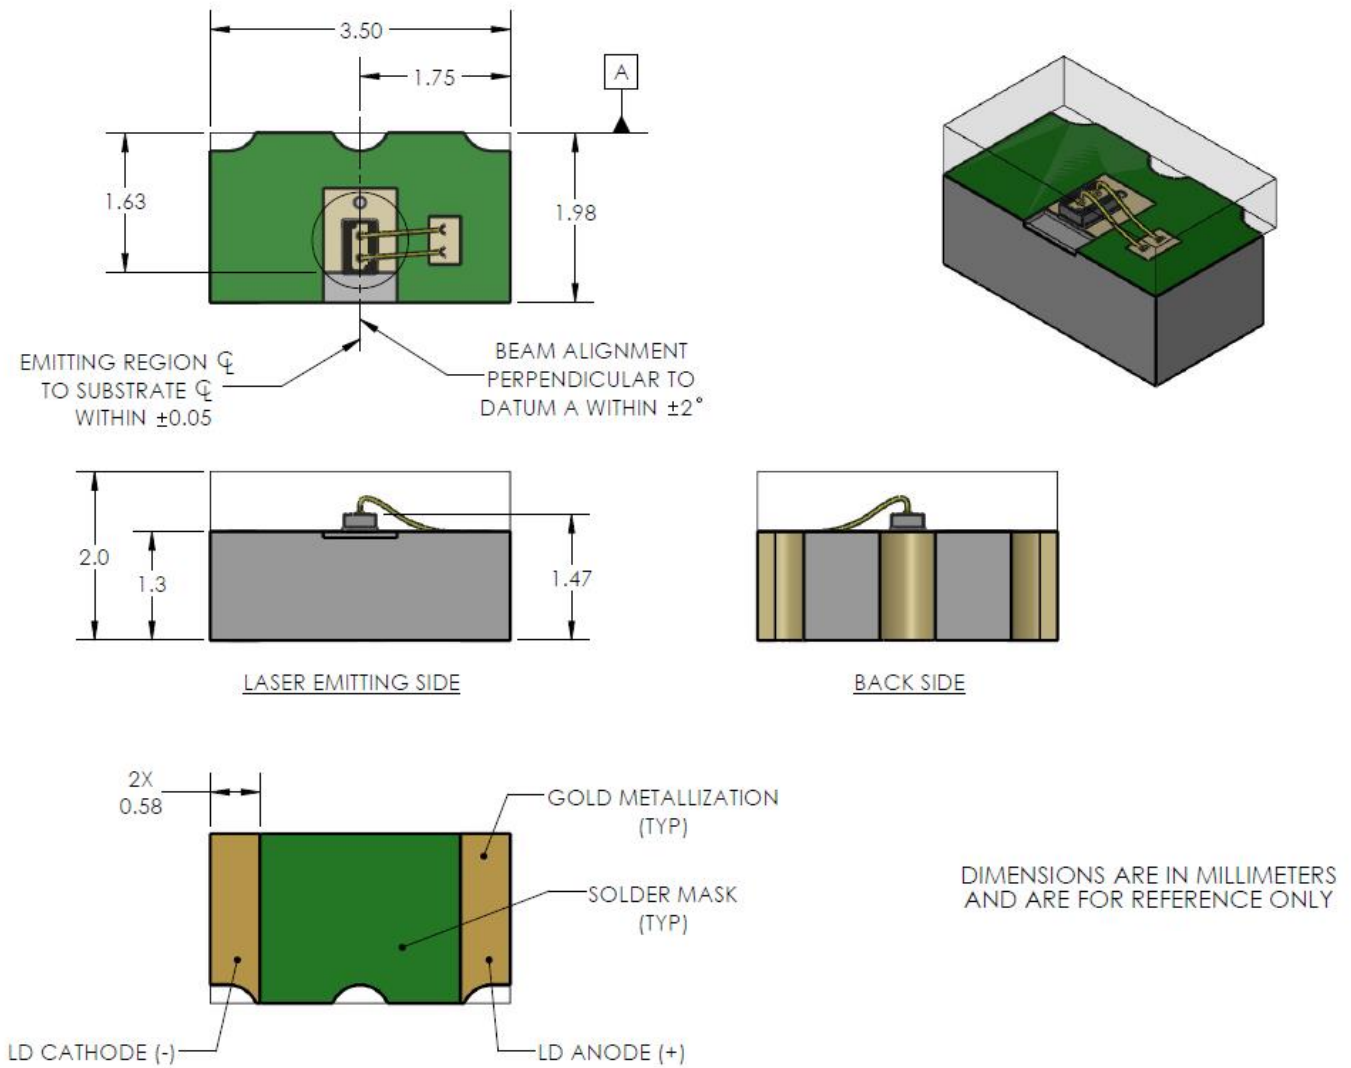 3.50
1.75
A
1.63
1.98
EMITTING REGION ℄
TO SUBSTRATE ℄
WITHIN ±0.05
BEAM ALIGNMENT
PERPENDICULAR TO
DATUM A WITHIN ±2°
2.0
1.3
1.47
LASER EMITTING SIDE
BACK SIDE
2X
0.58
GOLD METALLIZATION
(TYP)
SOLDER MASK
(TYP)
DIMENSIONS ARE IN MILLIMETERS
AND ARE FOR REFERENCE ONLY
LD CATHODE (-)
LD ANODE (+)